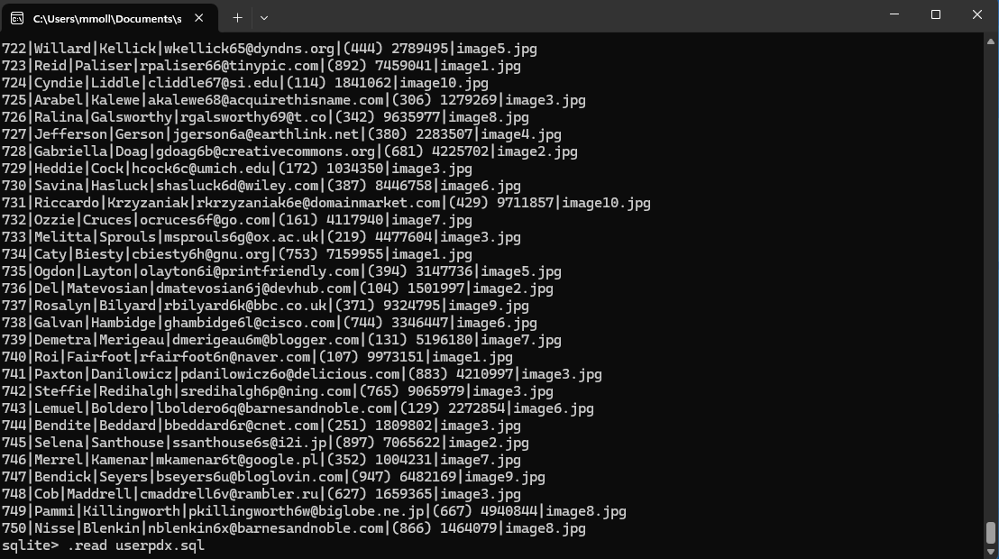 C:\Users\mmoll\Documents\s
722|Willard|Kellick|wkellick65@dyndns.org|(444) 2789495|image5.jpg
723|Reid|Paliser|rpaliser66@tinypic.com|(892) 7459041|image1.jpg
724|Cyndie|Liddle|cliddle67@si.edu|(114) 1841062|image10.jpg
725|Arabel|Kalewe|akalewe68@acquirethisname.com|(306) 1279269|image3.jpg
726|Ralina|Galsworthy|rgalsworthy69@t.co|(342) 9635977|image8.jpg
727|Jefferson|Gerson|jgerson6a@earthlink.net|(380) 2283507|image4.jpg
728|Gabriella|Doag|gdoag6b@creativecommons.org|(681) 4225702|image2.jpg
729|Heddie|Cock|hcock6c@umich.edu|(172) 1034350|image3.jpg
730|Savina|Hasluck|shasluck6d@wiley.com|(387) 8446758|image6.jpg
731|Riccardo|Krzyzaniak|rkrzyzaniak6e@domainmarket.com|(429) 9711857|image10.jpg
732|Ozzie|Cruces|ocruces6f@go.com|(161) 4117940|image7.jpg
733|Melitta|Sprouls|msprouls6g@ox.ac.uk|(219) 4477604|image3.jpg
734|Caty|Biesty|cbiesty6h@gnu.org|(753) 7159955|image1.jpg
735|Ogdon|Layton|olayton6i@printfriendly.com|(394) 3147736|image5.jpg
736|Del|Matevosian|dmatevosian6j@devhub.com|(104) 1501997|image2.jpg
737|Rosalyn|Bilyard|rbilyard6k@bbc.co.uk|(371) 9324795|image9.jpg
738|Galvan|Hambidge|ghambidge6l@cisco.com|(744) 3346447|image6.jpg
739|Demetra|Merigeau|dmerigeau6m@blogger.com|(131) 5196180|image7.jpg
740|Roi|Fairfoot|rfairfoot6n@naver.com|(107) 9973151|image1.jpg
741|Paxton|Danilowicz|pdanilowicz6o@delicious.com|(883) 4210997|image3.jpg
742|Steffie|Redihalgh|sredihalgh6p@ning.com|(765) 9065979|image3.jpg
743|Lemuel|Boldero|lboldero6q@barnesandnoble.com|(129) 2272854|image6.jpg
744|Bendite|Beddard|bbeddard6r@cnet.com|(251) 1809802|image3.jpg
745|Selena|Santhouse|ssanthouse6s@i2i.jp|(897) 7065622|image2.jpg
746|Merrel|Kamenar|mkamenar6t@google.pl|(352) 1004231|image7.jpg
747|Bendick|Seyers|bseyers6u@bloglovin.com|(947) 6482169|image9.jpg
748|Cob|Maddrell|cmaddrell6v@rambler.ru|(627) 1659365|image3.jpg
749|Pammi|Killingworth|pkillingworth6w@biglobe.ne.jp|(667) 4940844|image8.jpg
750|Nisse|Blenkin|nblenkin6x@barnesandnoble.com|(866) 1464079|image8.jpg
sqlite> .read userpdx.sql